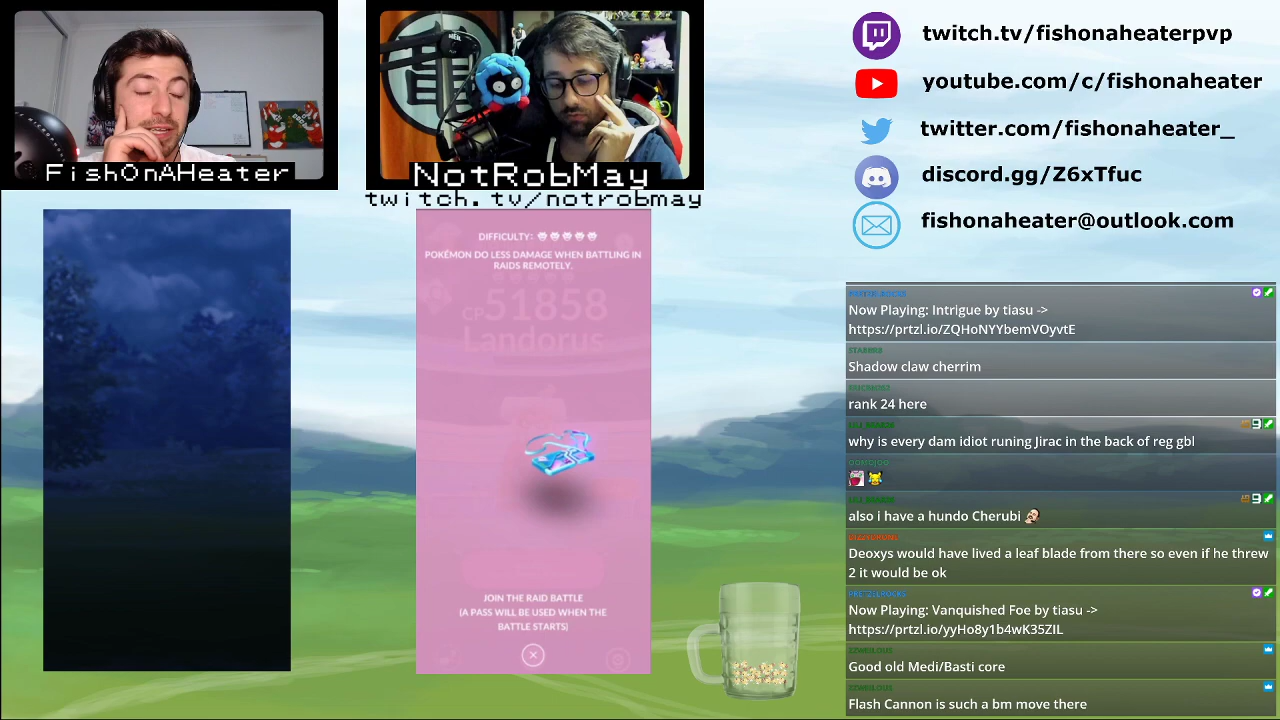 FishOnAHeater
NotRobMay
twitch.tv/notrobmay
DIFFICULTY:
POKÉMON DO LESS DAMAGE WHEN BATTLING IN
RAIDS REMOTELY.
CP51858
Landorus
JOIN THE RAID BATTLE
(A PASS WILL BE USED WHEN THE
BATTLE STARTS)
twitch.tv/fishonaheaterpvp
youtube.com/c/fishonaheater
twitter.com/fishonaheater_
discord.gg/Z6xTfuc
fishonaheater@outlook.com
Now Playing: Intrigue by tiasu ->
https://prtzl.io/ZQHoNYYbemVOyvtE
Shadow claw cherrim
rank 24 here
why is every dam idiot runing Jirac in the back of reg gbl
also i have a hundo Cherubi
Deoxys would have lived a leaf blade from there so even if he threw
2 it would be ok
PRETZELROCKS
Now Playing: Vanquished Foe by tiasu ->
https://prtzl.io/yyHo8y1b4wK35ZIL
Good old Medi/Basti core
Flash Cannon is such a bm move there